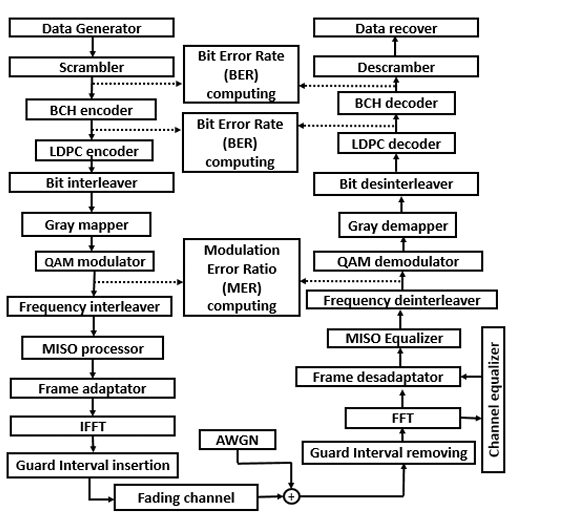 Data Generator
Scrambler
BCH encoder
LDPC encoder
Bit interleaver
Gray mapper
QAM modulator
Frequency interleaver
MISO processor
Frame adaptator
IFFT
Guard Interval insertion
Fading channel
Bit Error Rate
(BER)
computing
Bit Error Rate
(BER)
computing
Modulation
Error Ratio
(MER)
computing
AWGN
+
Data recover
Descramber
BCH decoder
LDPC decoder
Bit desinterleaver
Gray demapper
QAM demodulator
Frequency deinterleaver
MISO Equalizer
Frame desadaptator
FFT
Guard Interval removing
Channel equalizer